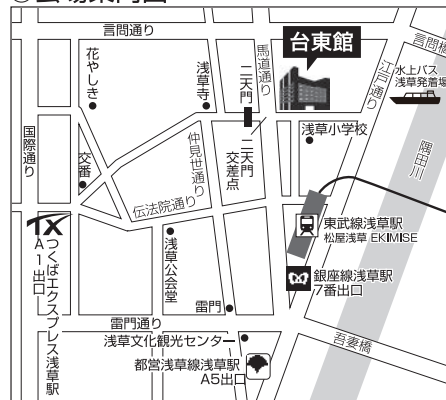 言問通り
花やしき
浅草寺
二天門
馬道通り
台東館
江戸通り
言問橋
水上バス
浅草発着場
国際通り
交番
仲見世通り
二天門
交差点
浅草小学校
隅田川
伝法院通り
TX
A1出口
つくばエクスプレス浅草駅
浅草公会堂
東武線浅草駅
松屋浅草 EKIMISE
銀座線浅草駅
7番出口
雷門
雷門通り
浅草文化観光センター
吾妻橋
都営浅草線浅草駅
A5出口